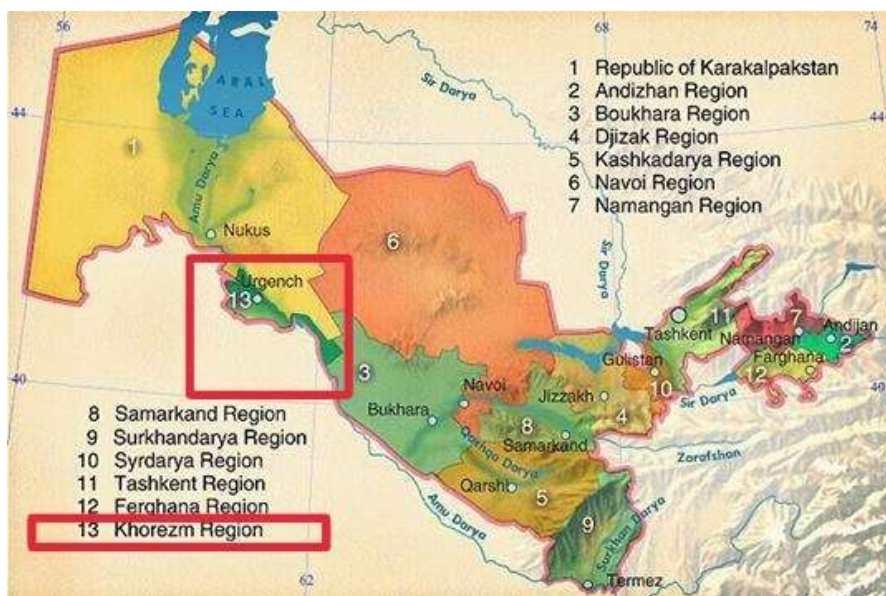 56
68
74
1 Republic of Karakalpakstan
2 Andizhan Region
3 Boukhara Region
4 Djizak Region
5 Kashkadarya Region
6 Navoi Region
7 Namangan Region
ARAL
SEA
Sir Darya
44
44
1
Amu Darya
Nukus
6
Sir Darya
Urgench
13
Tashkent
11
7
Namangan
Andijan
2
Farghana
12
Gulistan
10
Sir Darya
40
40
3
Navoi
Jizzakh
4
Bukhara
8
Samarkand
Zarafshan
Qashqa Darya
Qarshi
5
Amu Darya
9
Surkhan Darya
Termez
62
8 Samarkand Region
9 Surkhandarya Region
10 Syrdarya Region
11 Tashkent Region
12 Ferghana Region
13 Khorezm Region